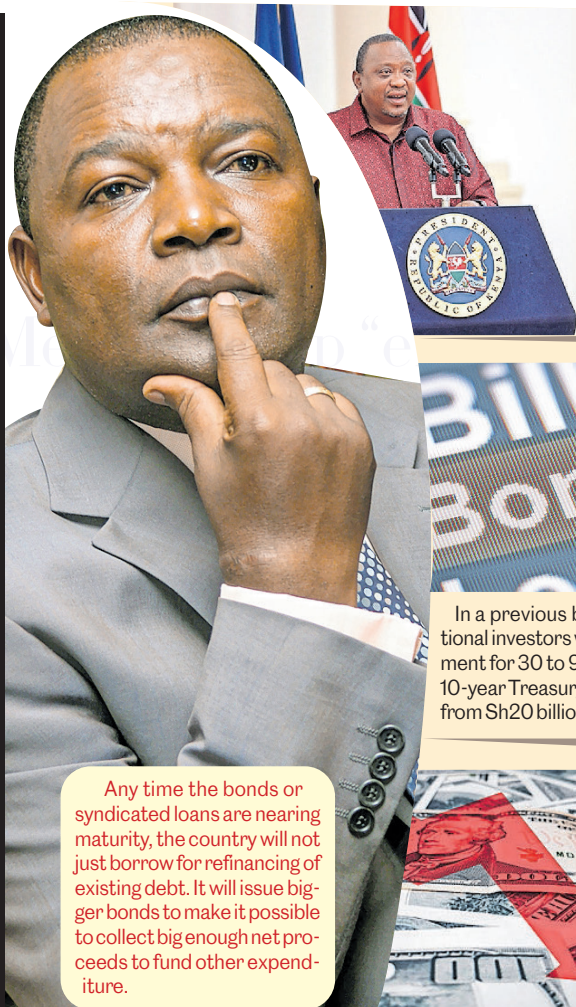 PRESIDENT
REPUBLIC OF KENYA
Bil
Bon
In a previous b
tional investors
ment for 30 to 9
10-year Treasur
from Sh20 billio
Any time the bonds or
syndicated loans are nearing
maturity, the country will not
just borrow for refinancing of
existing debt. It will issue big-
ger bonds to make it possible
to collect big enough net pro-
ceeds to fund other expend-
iture.